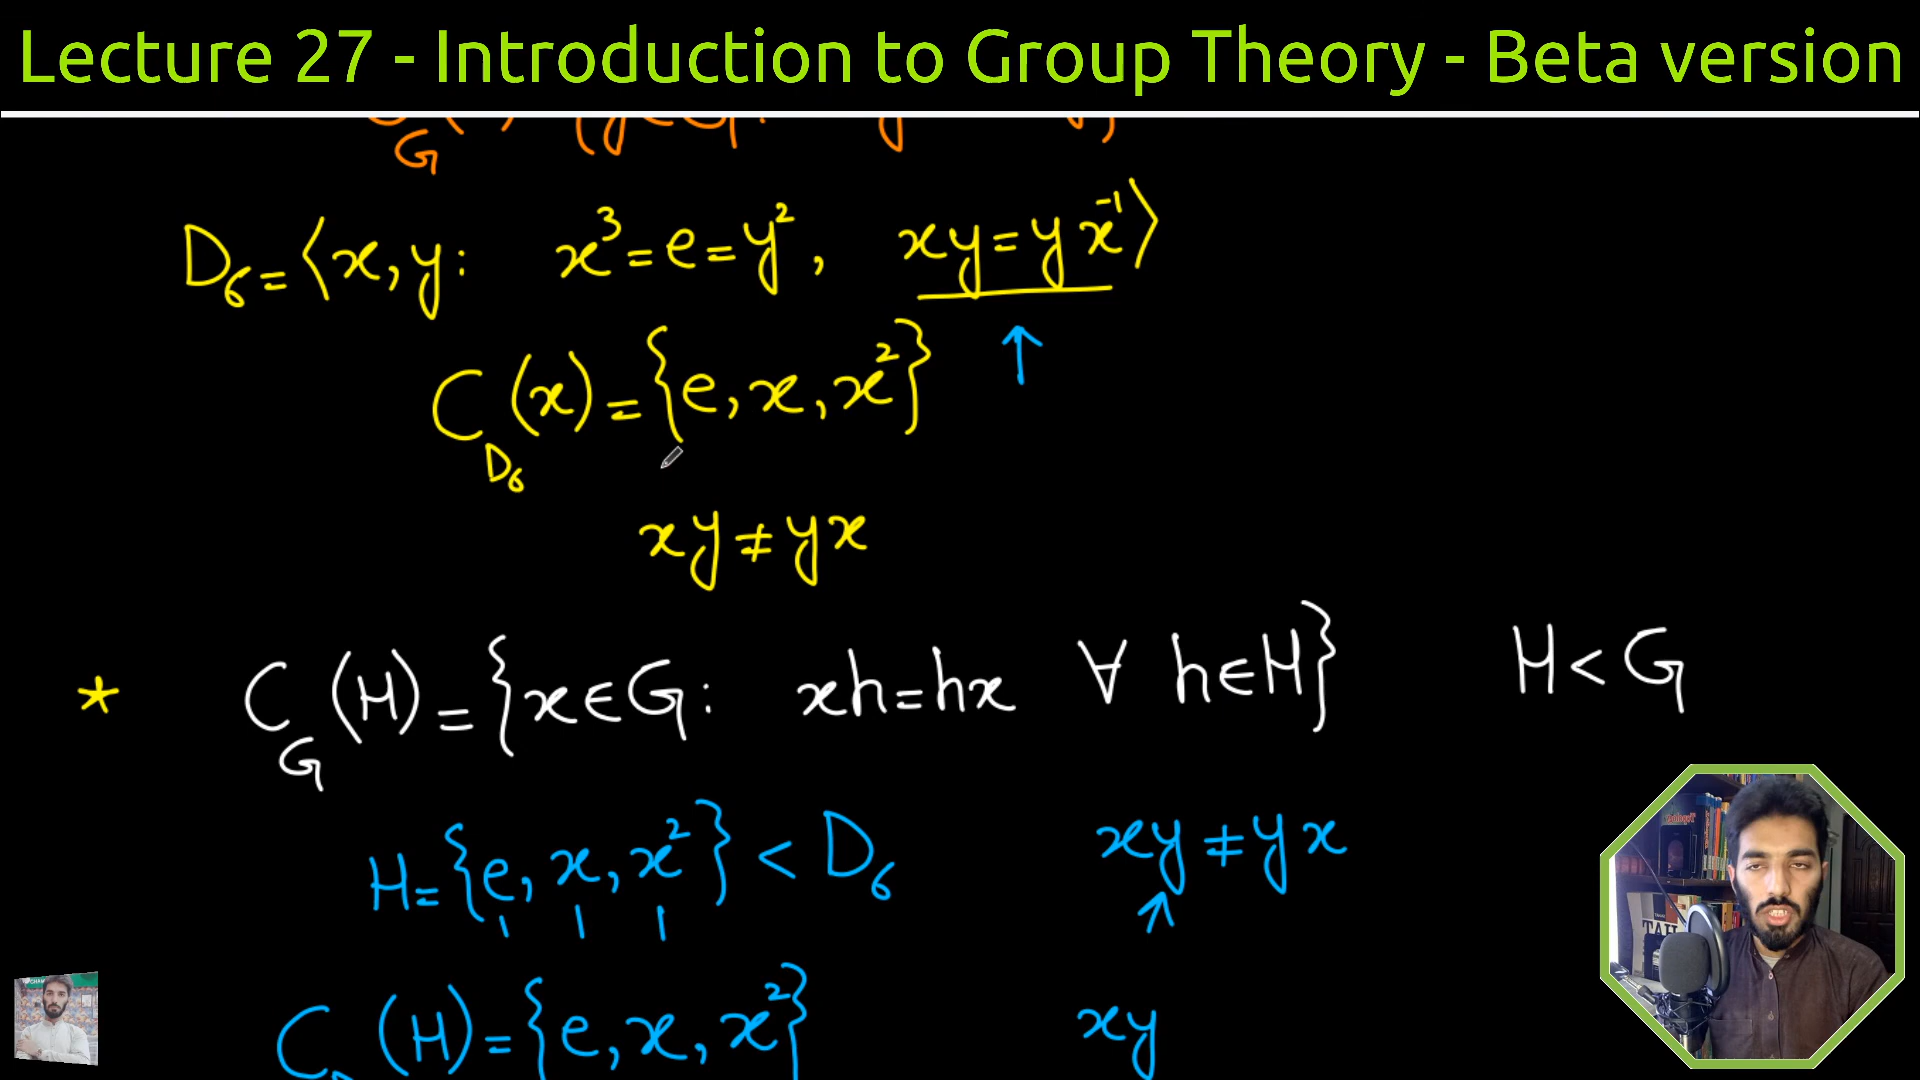 Lecture 27 - Introduction to Group Theory - Beta version
G
D₆ = ⟨x, y : x³ = e = y², xy = yx⁻¹⟩
↑
C_D₆(x) = {e, x, x²}
xy ≠ yx
* C_G(H) = {x ∈ G : xh = hx ∀ h ∈ H} H < G
H = {e, x, x²} < D₆ xy ≠ yx
↑
C (H) = {e, x, x²} xy